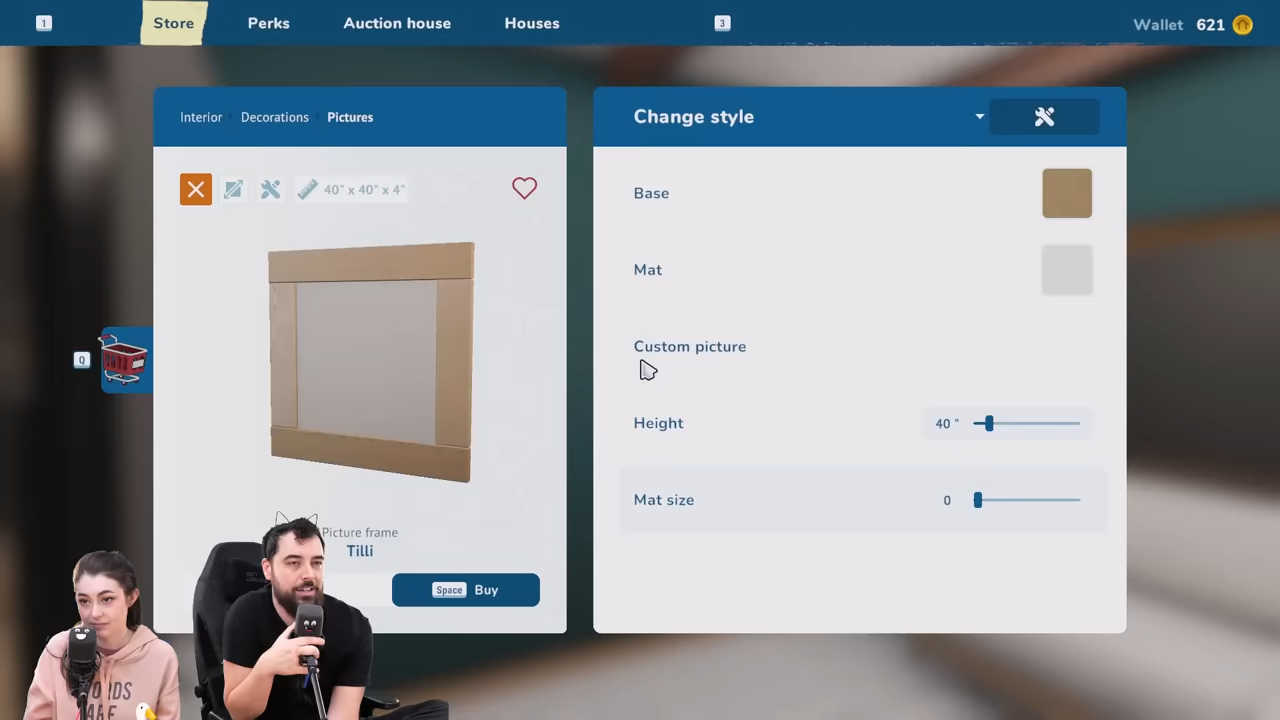 1 Store Perks Auction house Houses 3 Wallet 621
Interior Decorations Pictures
40" x 40" x 4"
Q
Picture frame
Tilli
Space Buy
Change style
Base
Mat
Custom picture
Height 40 "
Mat size 0
ARE